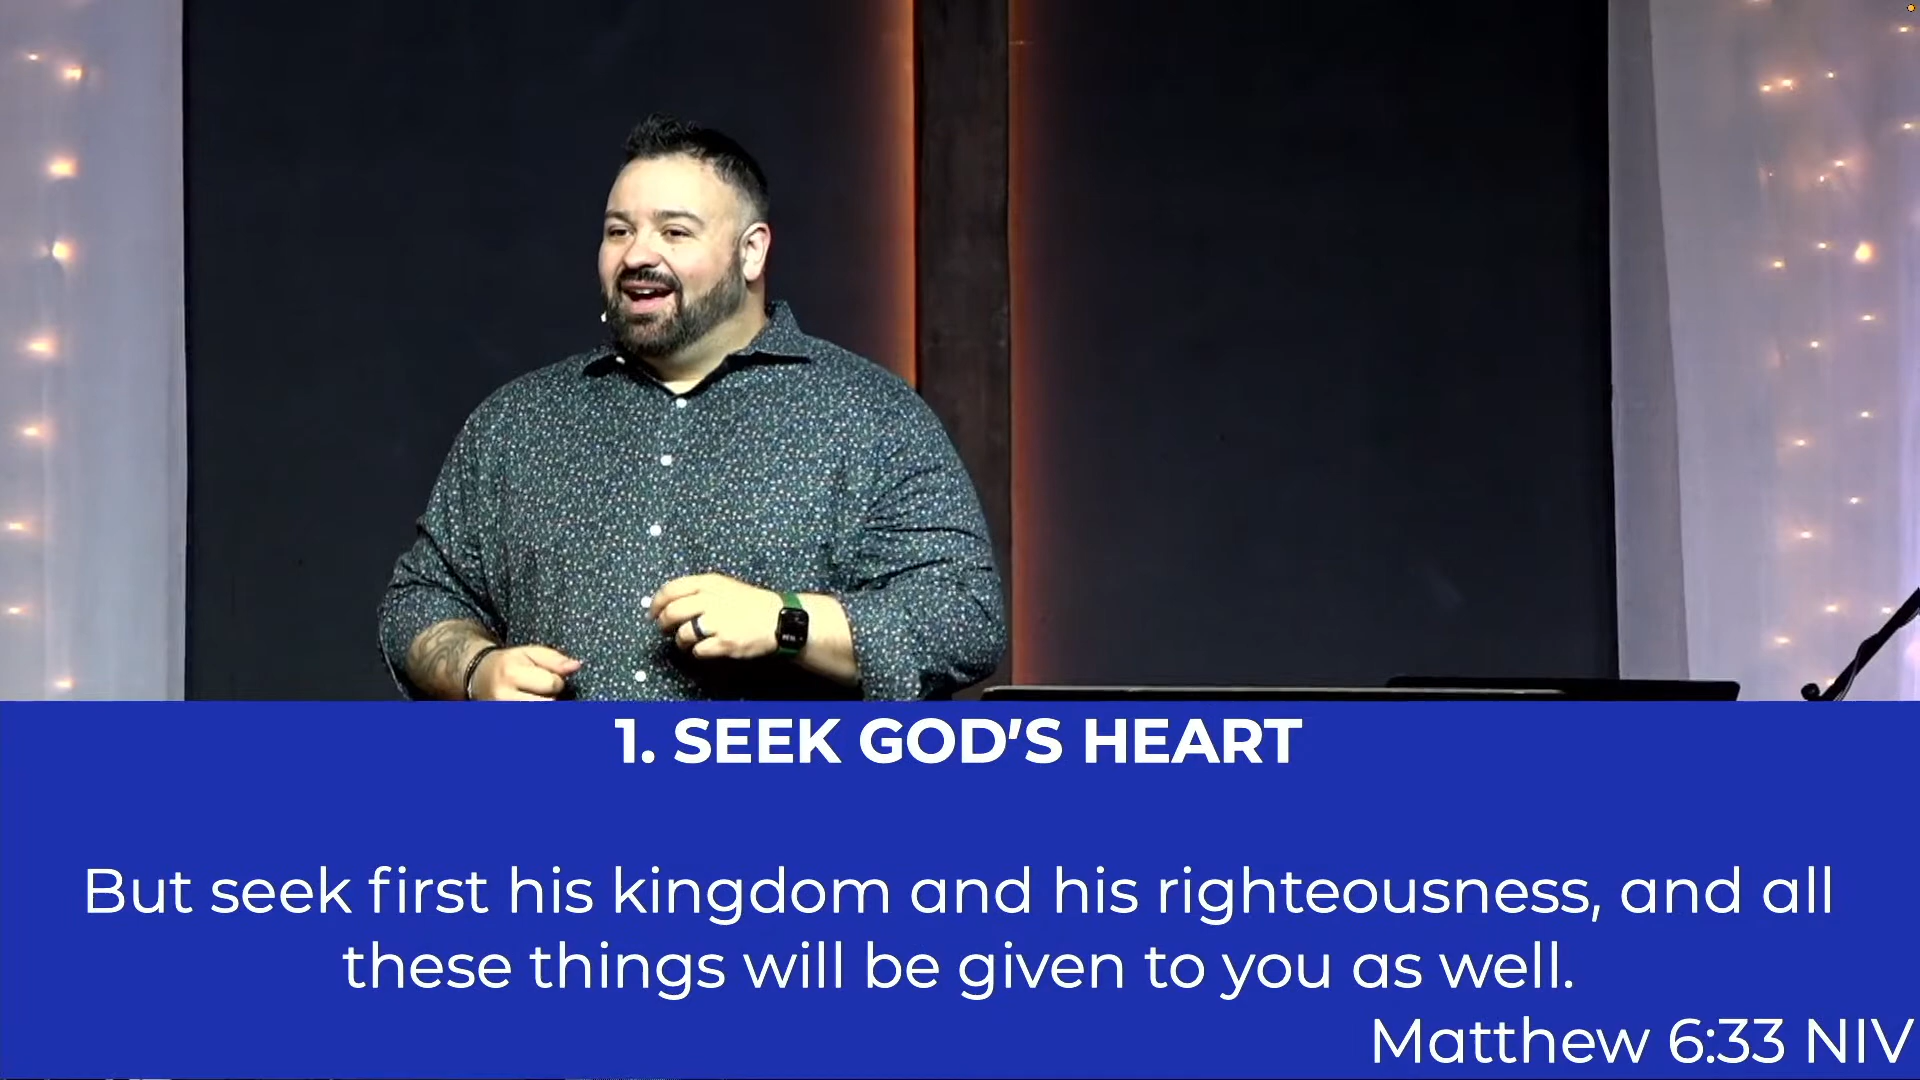 1. SEEK GOD'S HEART
But seek first his kingdom and his righteousness, and all
these things will be given to you as well.
Matthew 6:33 NIV